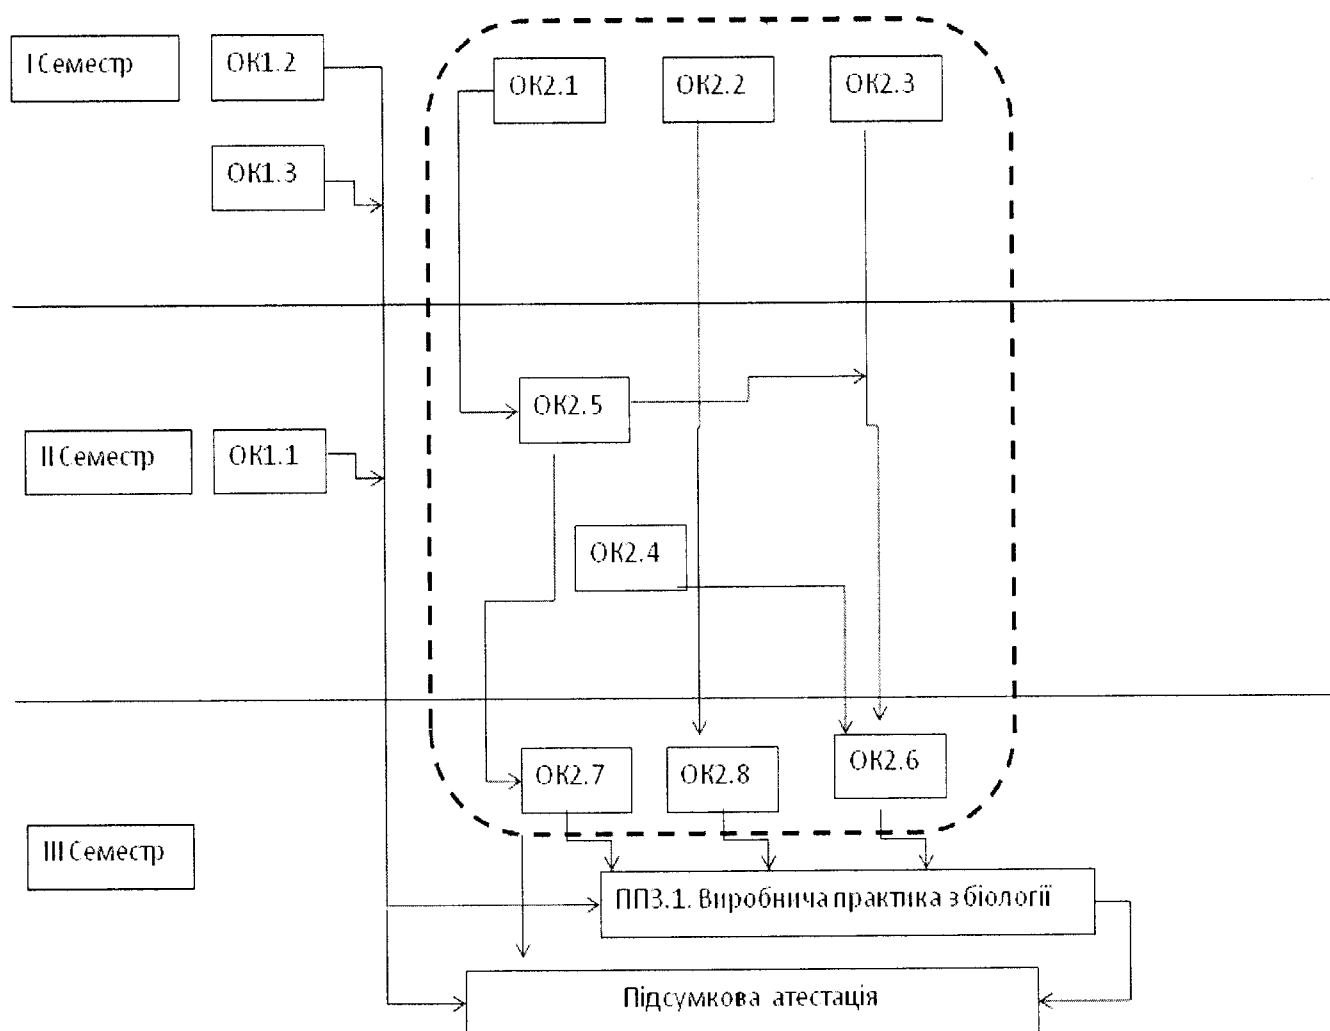 І Семестр
ОК1.2
ОК2.1
ОК2.2
ОК2.3
ОК1.3
ОК2.5
ІІ Семестр
ОК1.1
ОК2.4
ОК2.7
ОК2.8
ОК2.6
ІІІ Семестр
ПП3.1. Виробнича практика з біології
Підсумкова атестація